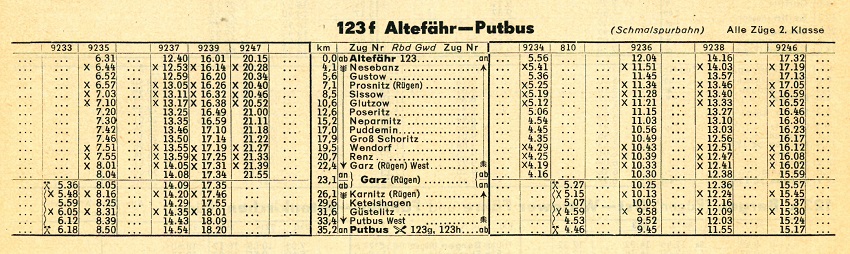 123f Altefähr—Putbus (Schmalspurbahn) Alle Züge 2. Klasse
... 9233 9235 ... 9237 9239 9247 ... km Zug Nr Rbd Gwd Zug Nr 9234 810 ... 9236 9238 ... 9246 ...
6.31 12.40 16.01 20.15 0,0 ab Altefähr 123 an 5.56 12.04 14.16 17.32
x 6.44 x 12.53 x 16.14 x 20.28 4,1 Nesebanz x 5.41 x 11.51 x 14.03 x 17.19
6.52 12.59 16.20 20.34 5,6 Gustow 5.36 11.45 13.57 17.13
x 6.57 x 13.05 x 16.26 x 20.40 7,1 Prosnitz (Rügen) x 5.25 x 11.34 x 13.46 x 17.05
x 7.03 x 13.11 x 16.32 x 20.46 8,5 Sissow x 5.19 x 11.28 x 13.40 x 16.59
x 7.10 x 13.17 x 16.38 x 20.52 10,6 Glutzow x 5.12 x 11.21 x 13.33 x 16.52
7.20 13.25 16.49 21.00 12,6 Poseritz 5.06 11.15 13.27 16.46
7.30 13.35 16.59 21.11 15,2 Neparmitz 4.54 11.03 13.10 16.30
7.42 13.46 17.10 21.18 17,0 Puddemin 4.45 10.56 13.03 16.23
7.46 13.50 17.14 21.22 17,9 Groß Schoritz 4.35 10.49 12.56 16.17
x 7.51 x 13.55 x 17.19 x 21.27 19,5 Wendorf x 4.29 x 10.43 x 12.51 x 16.12
x 7.55 x 13.59 x 17.25 x 21.33 20,7 Renz x 4.25 x 10.39 x 12.47 x 16.08
x 8.01 x 14.05 x 17.31 x 21.39 22,4 Garz (Rügen) West x 4.19 x 10.33 x 12.41 x 16.02
8.04 14.08 17.34 21.55 23,1 an Garz (Rügen) ab 4.16 10.30 12.38 15.59
5.36 8.05 14.09 17.35 ab an 5.27 10.25 12.36 15.57
x 5.48 x 8.16 x 14.20 x 17.46 26,1 Karnitz (Rügen) x 5.15 x 10.13 x 12.24 x 15.45
5.59 8.25 14.29 17.55 29,6 Ketelshagen 5.07 10.05 12.16 15.37
x 6.05 x 8.31 x 14.35 x 18.01 31,6 Güstelitz x 4.59 x 9.58 x 12.09 x 15.30
6.12 8.39 14.43 18.09 33,4 Putbus West 4.53 9.52 12.03 15.24
6.18 8.50 14.54 18.20 35,2 an Putbus 123g, 123h ab 4.46 9.45 11.55 15.17